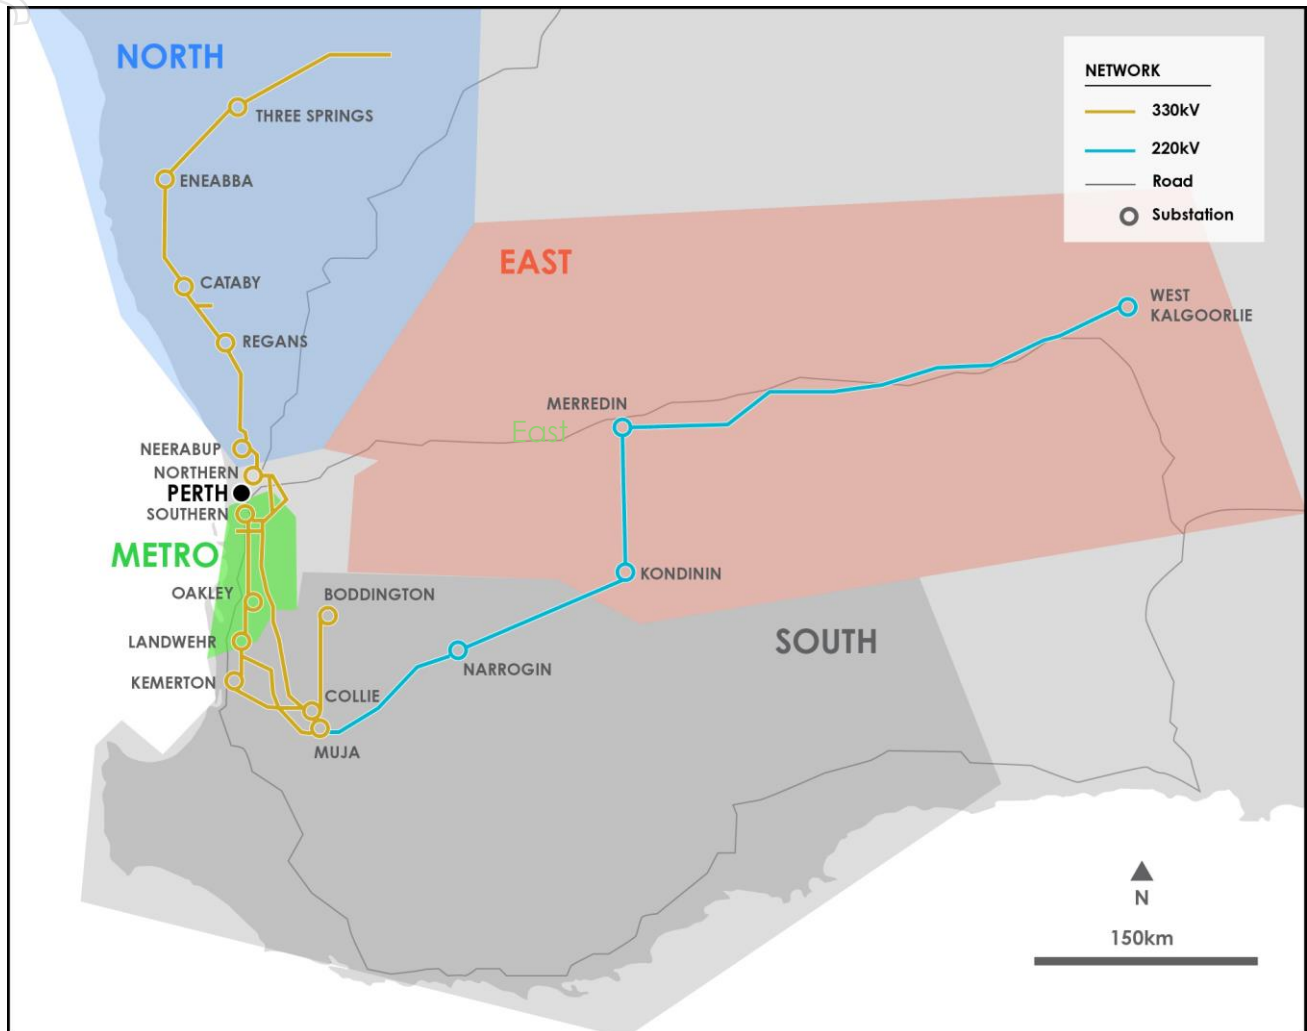 NORTH
THREE SPRINGS
ENEABBA
CATABY
REGANS
NEERABUP
NORTHERN
PERTH
SOUTHERN
METRO
OAKLEY
LANDWEHR
KEMERTON
BODDINGTON
COLLIE
MUJA
NARROGIN
SOUTH
KONDININ
EAST
MERREDIN
East
WEST
KALGOORLIE
NETWORK
330kV
220kV
Road
Substation
N
150km